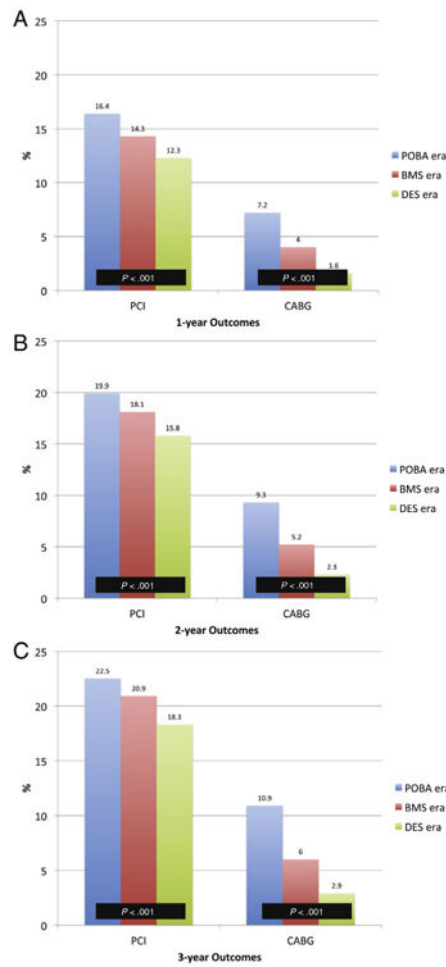 A
25
20
16.4
15
14.3
12.3
%
10
7.2
5
4
1.6
P < .001
P < .001
0
PCI
CABG
1-year Outcomes
POBA era
BMS era
DES era
B
25
20
19.9
18.1
15.8
15
%
10
9.3
5
5.2
2.3
P < .001
P < .001
0
PCI
CABG
2-year Outcomes
POBA era
BMS era
DES era
C
25
22.5
20.9
20
18.3
15
%
10.9
10
6
5
2.9
P < .001
P < .001
0
PCI
CABG
3-year Outcomes
POBA era
BMS era
DES era